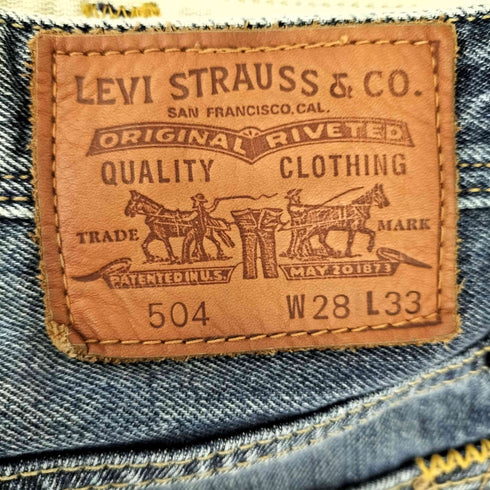 LEVI STRAUSS & CO.
SAN FRANCISCO, CAL.
ORIGINAL RIVETED
QUALITY CLOTHING
TRADE MARK
PATENTED IN U.S. MAY 20 1873
504 W28 L33